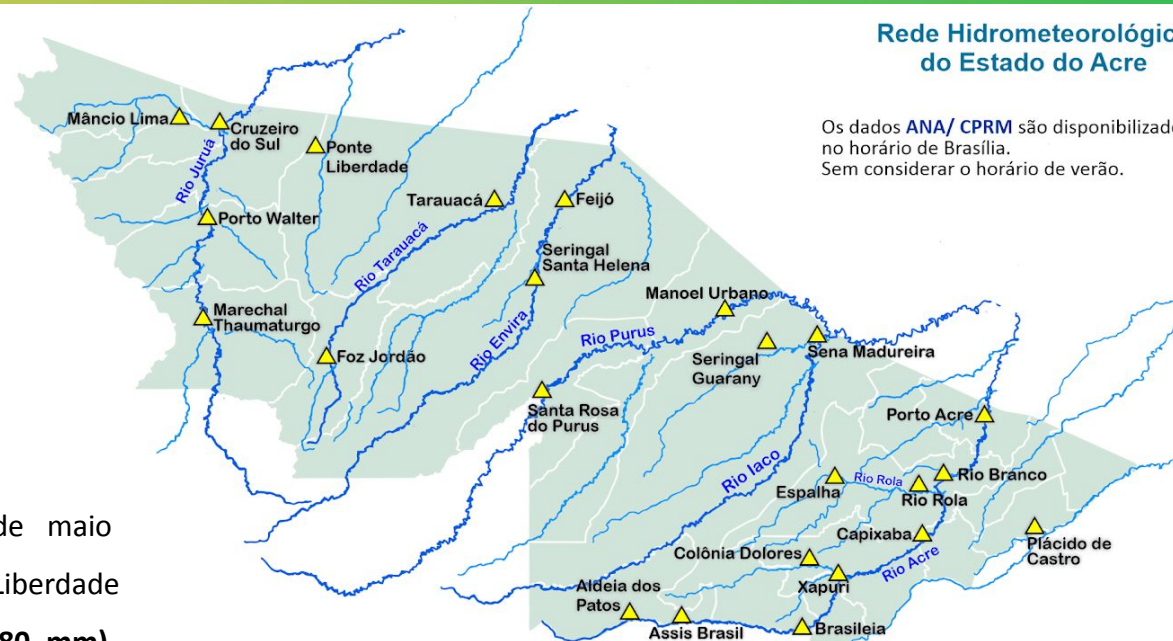 Rede Hidrometeorológic
do Estado do Acre
Os dados ANA/ CPRM são disponibilizado
no horário de Brasília.
Sem considerar o horário de verão.
Mâncio Lima
Cruzeiro
do Sul
Ponte
Liberdade
Rio Juruá
Porto Walter
Tarauacá
Feijó
Rio Tarauacá
Seringal
Santa Helena
Marechal
Thaumaturgo
Foz Jordão
Rio Envira
Manoel Urbano
Rio Purus
Seringal
Guarany
Sena Madureira
Santa Rosa
do Purus
Porto Acre
Rio Iaco
Espalha
Rio Rola
Rio Rola
Rio Branco
Capixaba
Plácido de
Castro
Colônia Dolores
Xapuri
Rio Acre
Aldeia dos
Patos
Assis Brasil
Brasileia
de maio
Liberdade
80 mm)